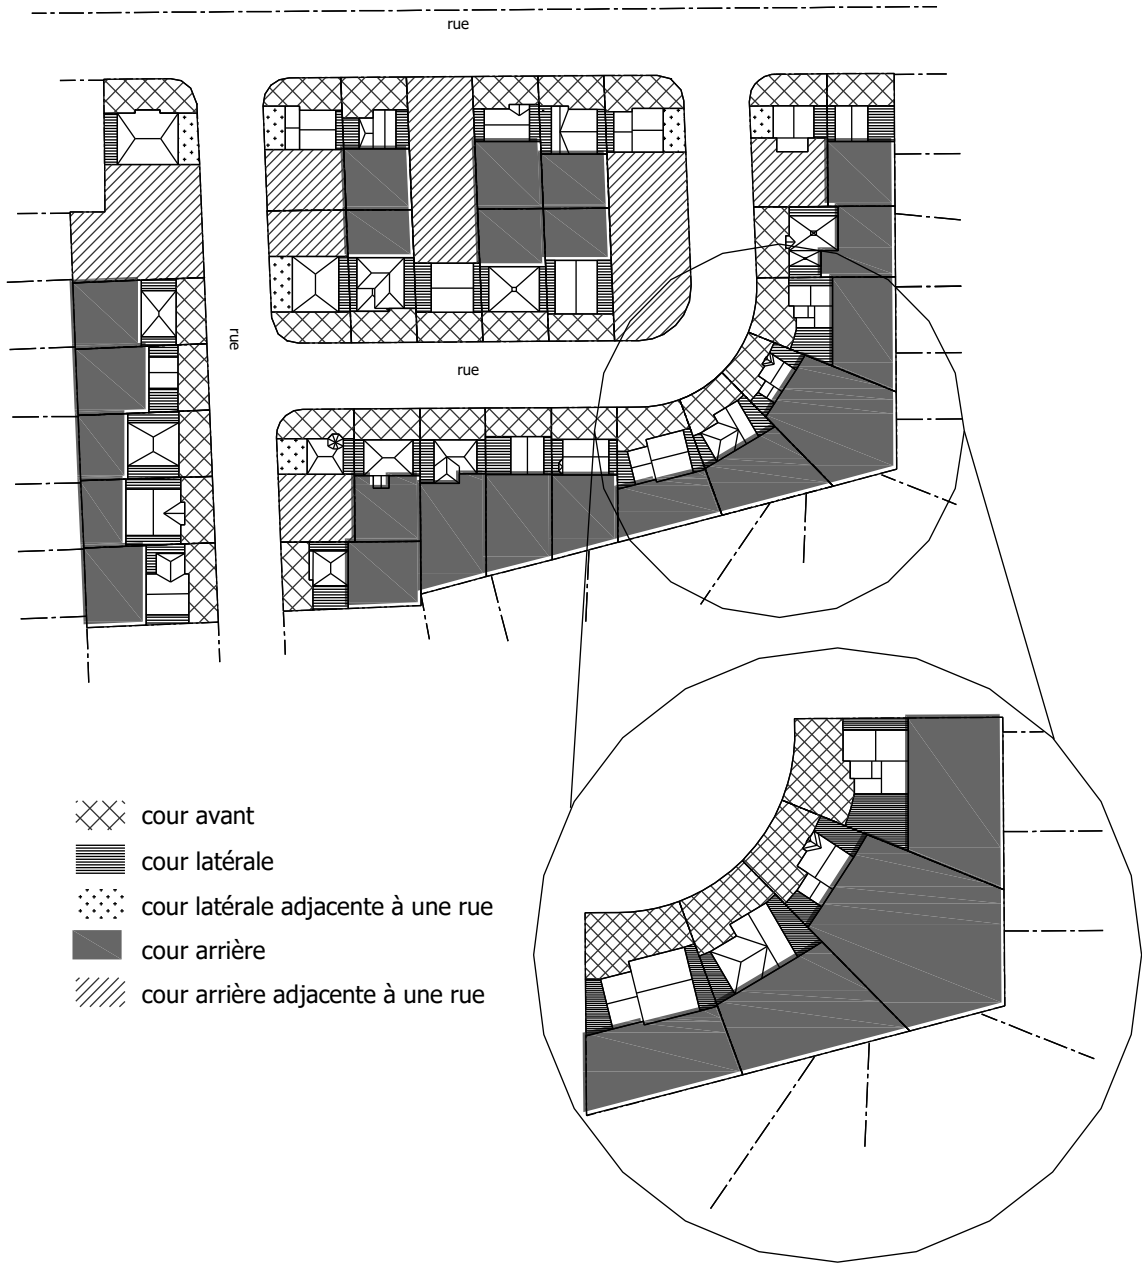 rue
rue
rue
cour avant
cour latérale
cour latérale adjacente à une rue
cour arrière
cour arrière adjacente à une rue